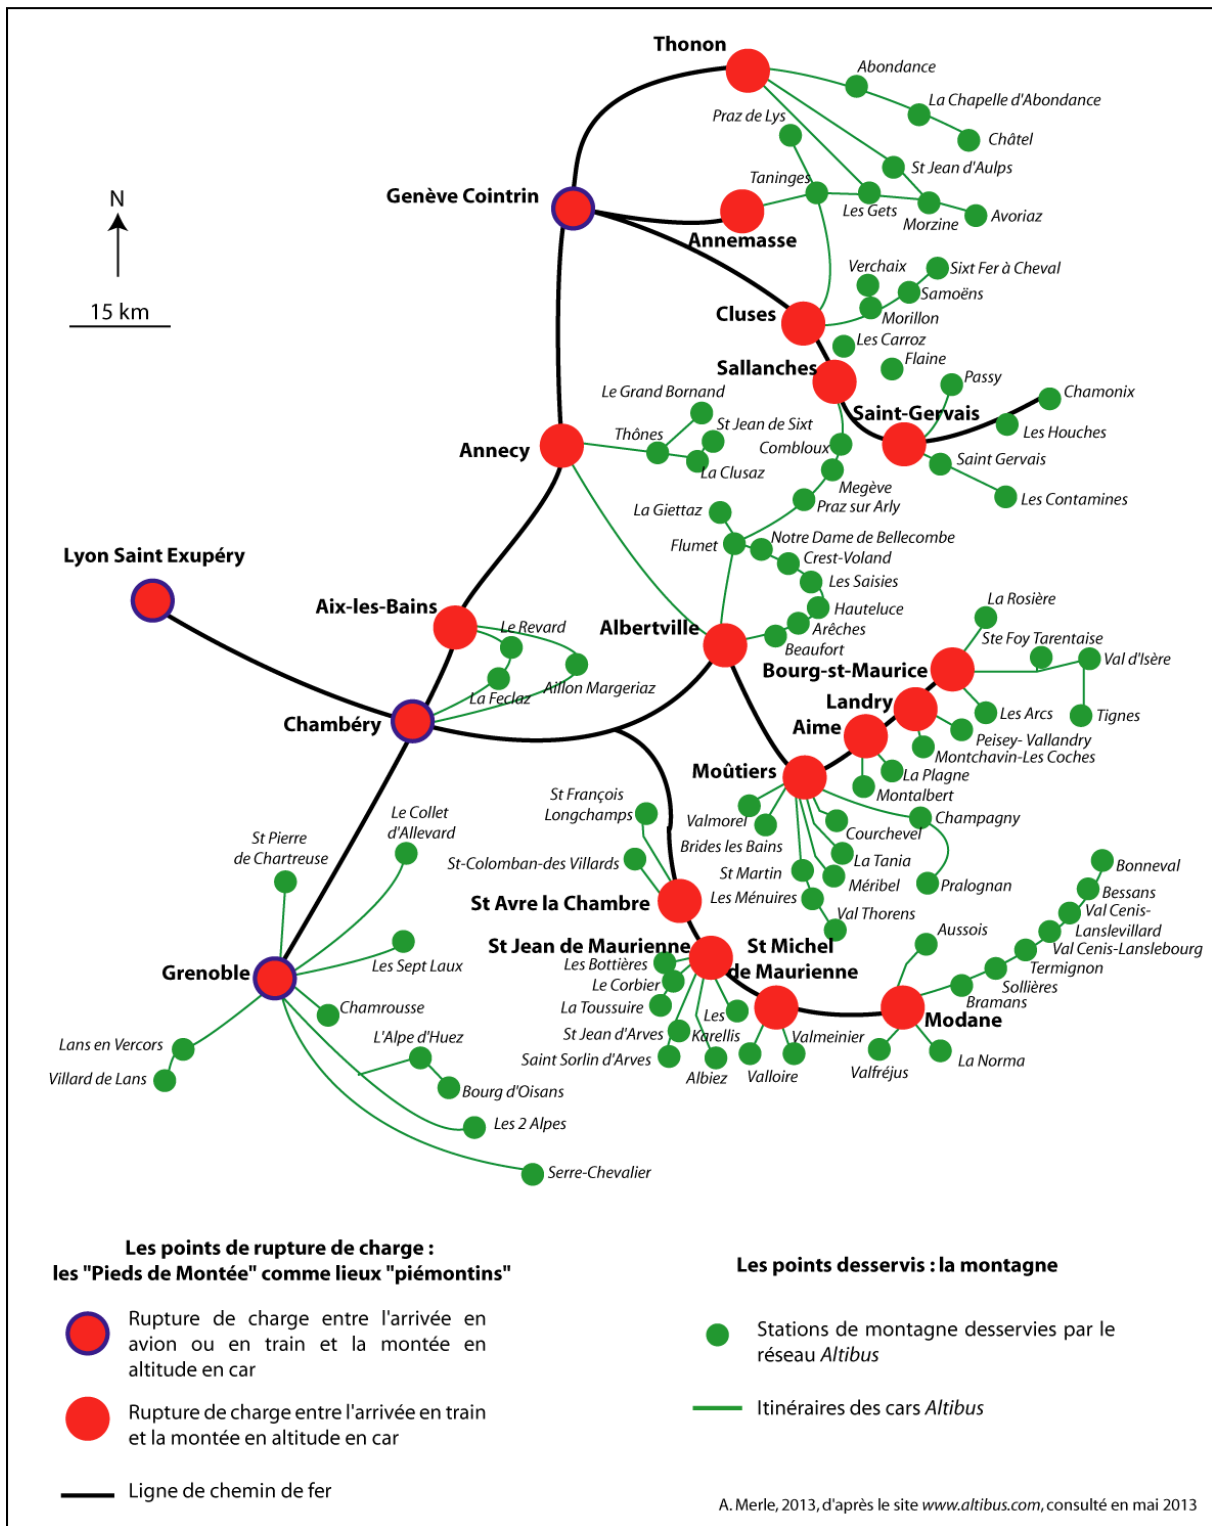 Thonon
Abondance
La Chapelle d'Abondance
Châtel
Praz de Lys
St Jean d'Aulps
Taninges
Genève Cointrin
Les Gets
Morzine
Avoriaz
Annemasse
N
15 km
Verchaix
Sixt Fer à Cheval
Samoëns
Morillon
Cluses
Les Carroz
Flaine
Sallanches
Passy
Chamonix
Saint-Gervais
Les Houches
Le Grand Bornand
St Jean de Sixt
Thônes
La Clusaz
Combloux
Saint Gervais
Annecy
Megève
Les Contamines
Praz sur Arly
La Giettaz
Flumet
Notre Dame de Bellecombe
Crest-Voland
Les Saisies
Hauteluce
Arêches
Beaufort
Lyon Saint Exupéry
Aix-les-Bains
Le Revard
Albertville
La Rosière
Ste Foy Tarentaise
Val d'Isère
Bourg-st-Maurice
Aillon Margeriaz
La Feclaz
Chambéry
Landry
Les Arcs
Tignes
Aime
Peisey- Vallandry
Montchavin-Les Coches
Moûtiers
La Plagne
Montalbert
St François
Longchamps
Valmorel
Brides les Bains
Courchevel
Champagny
La Tania
Le Collet
d'Allevard
St Pierre
de Chartreuse
St-Colomban-des Villards
St Martin
Méribel
Pralognan
Les Ménuires
Val Thorens
Bonneval
Bessans
Val Cenis-
Lanslevillard
Val Cenis-Lanslebourg
Termignon
Sollières
Bramans
Aussois
St Avre la Chambre
St Jean de Maurienne
St Michel
de Maurienne
Les Bottières
Le Corbier
La Toussuire
St Jean d'Arves
Saint Sorlin d'Arves
Les
Karellis
Albiez
Valmeinier
Valloire
Modane
Valfréjus
La Norma
Grenoble
Les Sept Laux
Chamrousse
Lans en Vercors
Villard de Lans
L'Alpe d'Huez
Bourg d'Oisans
Les 2 Alpes
Serre-Chevalier
Les points de rupture de charge :
les "Pieds de Montée" comme lieux "piémontins"
Rupture de charge entre l'arrivée en
avion ou en train et la montée en
altitude en car
Rupture de charge entre l'arrivée en train
et la montée en altitude en car
Ligne de chemin de fer
Les points desservis : la montagne
Stations de montagne desservies par le
réseau Altibus
Itinéraires des cars Altibus
A. Merle, 2013, d'après le site www.altibus.com, consulté en mai 2013